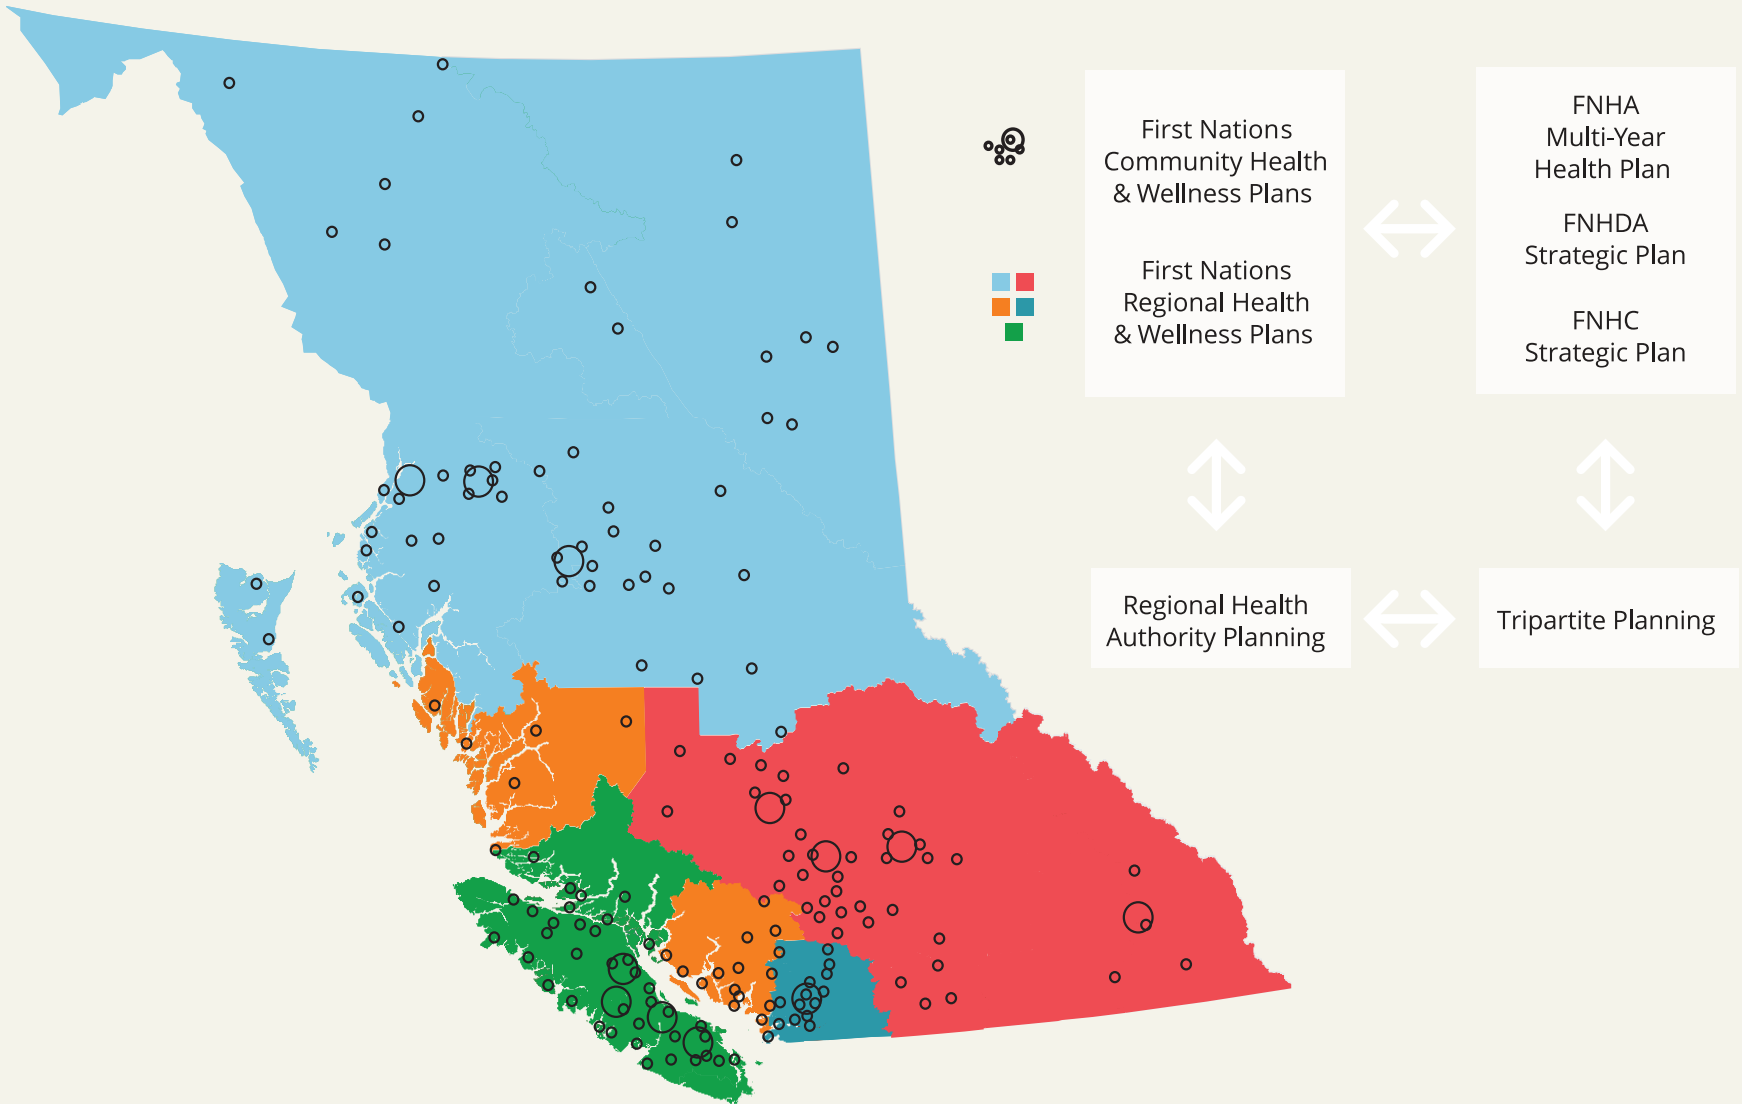 First Nations
Community Health
& Wellness Plans
First Nations
Regional Health
& Wellness Plans
FNHA
Multi-Year
Health Plan
FNHDA
Strategic Plan
FNHC
Strategic Plan
Regional Health
Authority Planning
Tripartite Planning